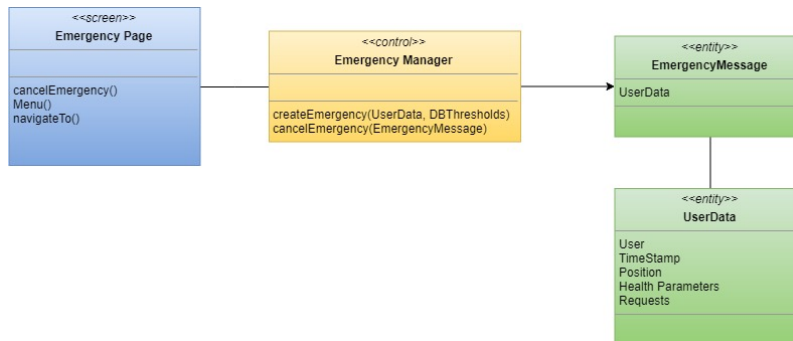 <<screen>>
Emergency Page
cancelEmergency()
Menu()
navigateTo()
<<control>>
Emergency Manager
createEmergency(UserData, DBThresholds)
cancelEmergency(EmergencyMessage)
<<entity>>
EmergencyMessage
UserData
<<entity>>
UserData
User
TimeStamp
Position
Health Parameters
Requests